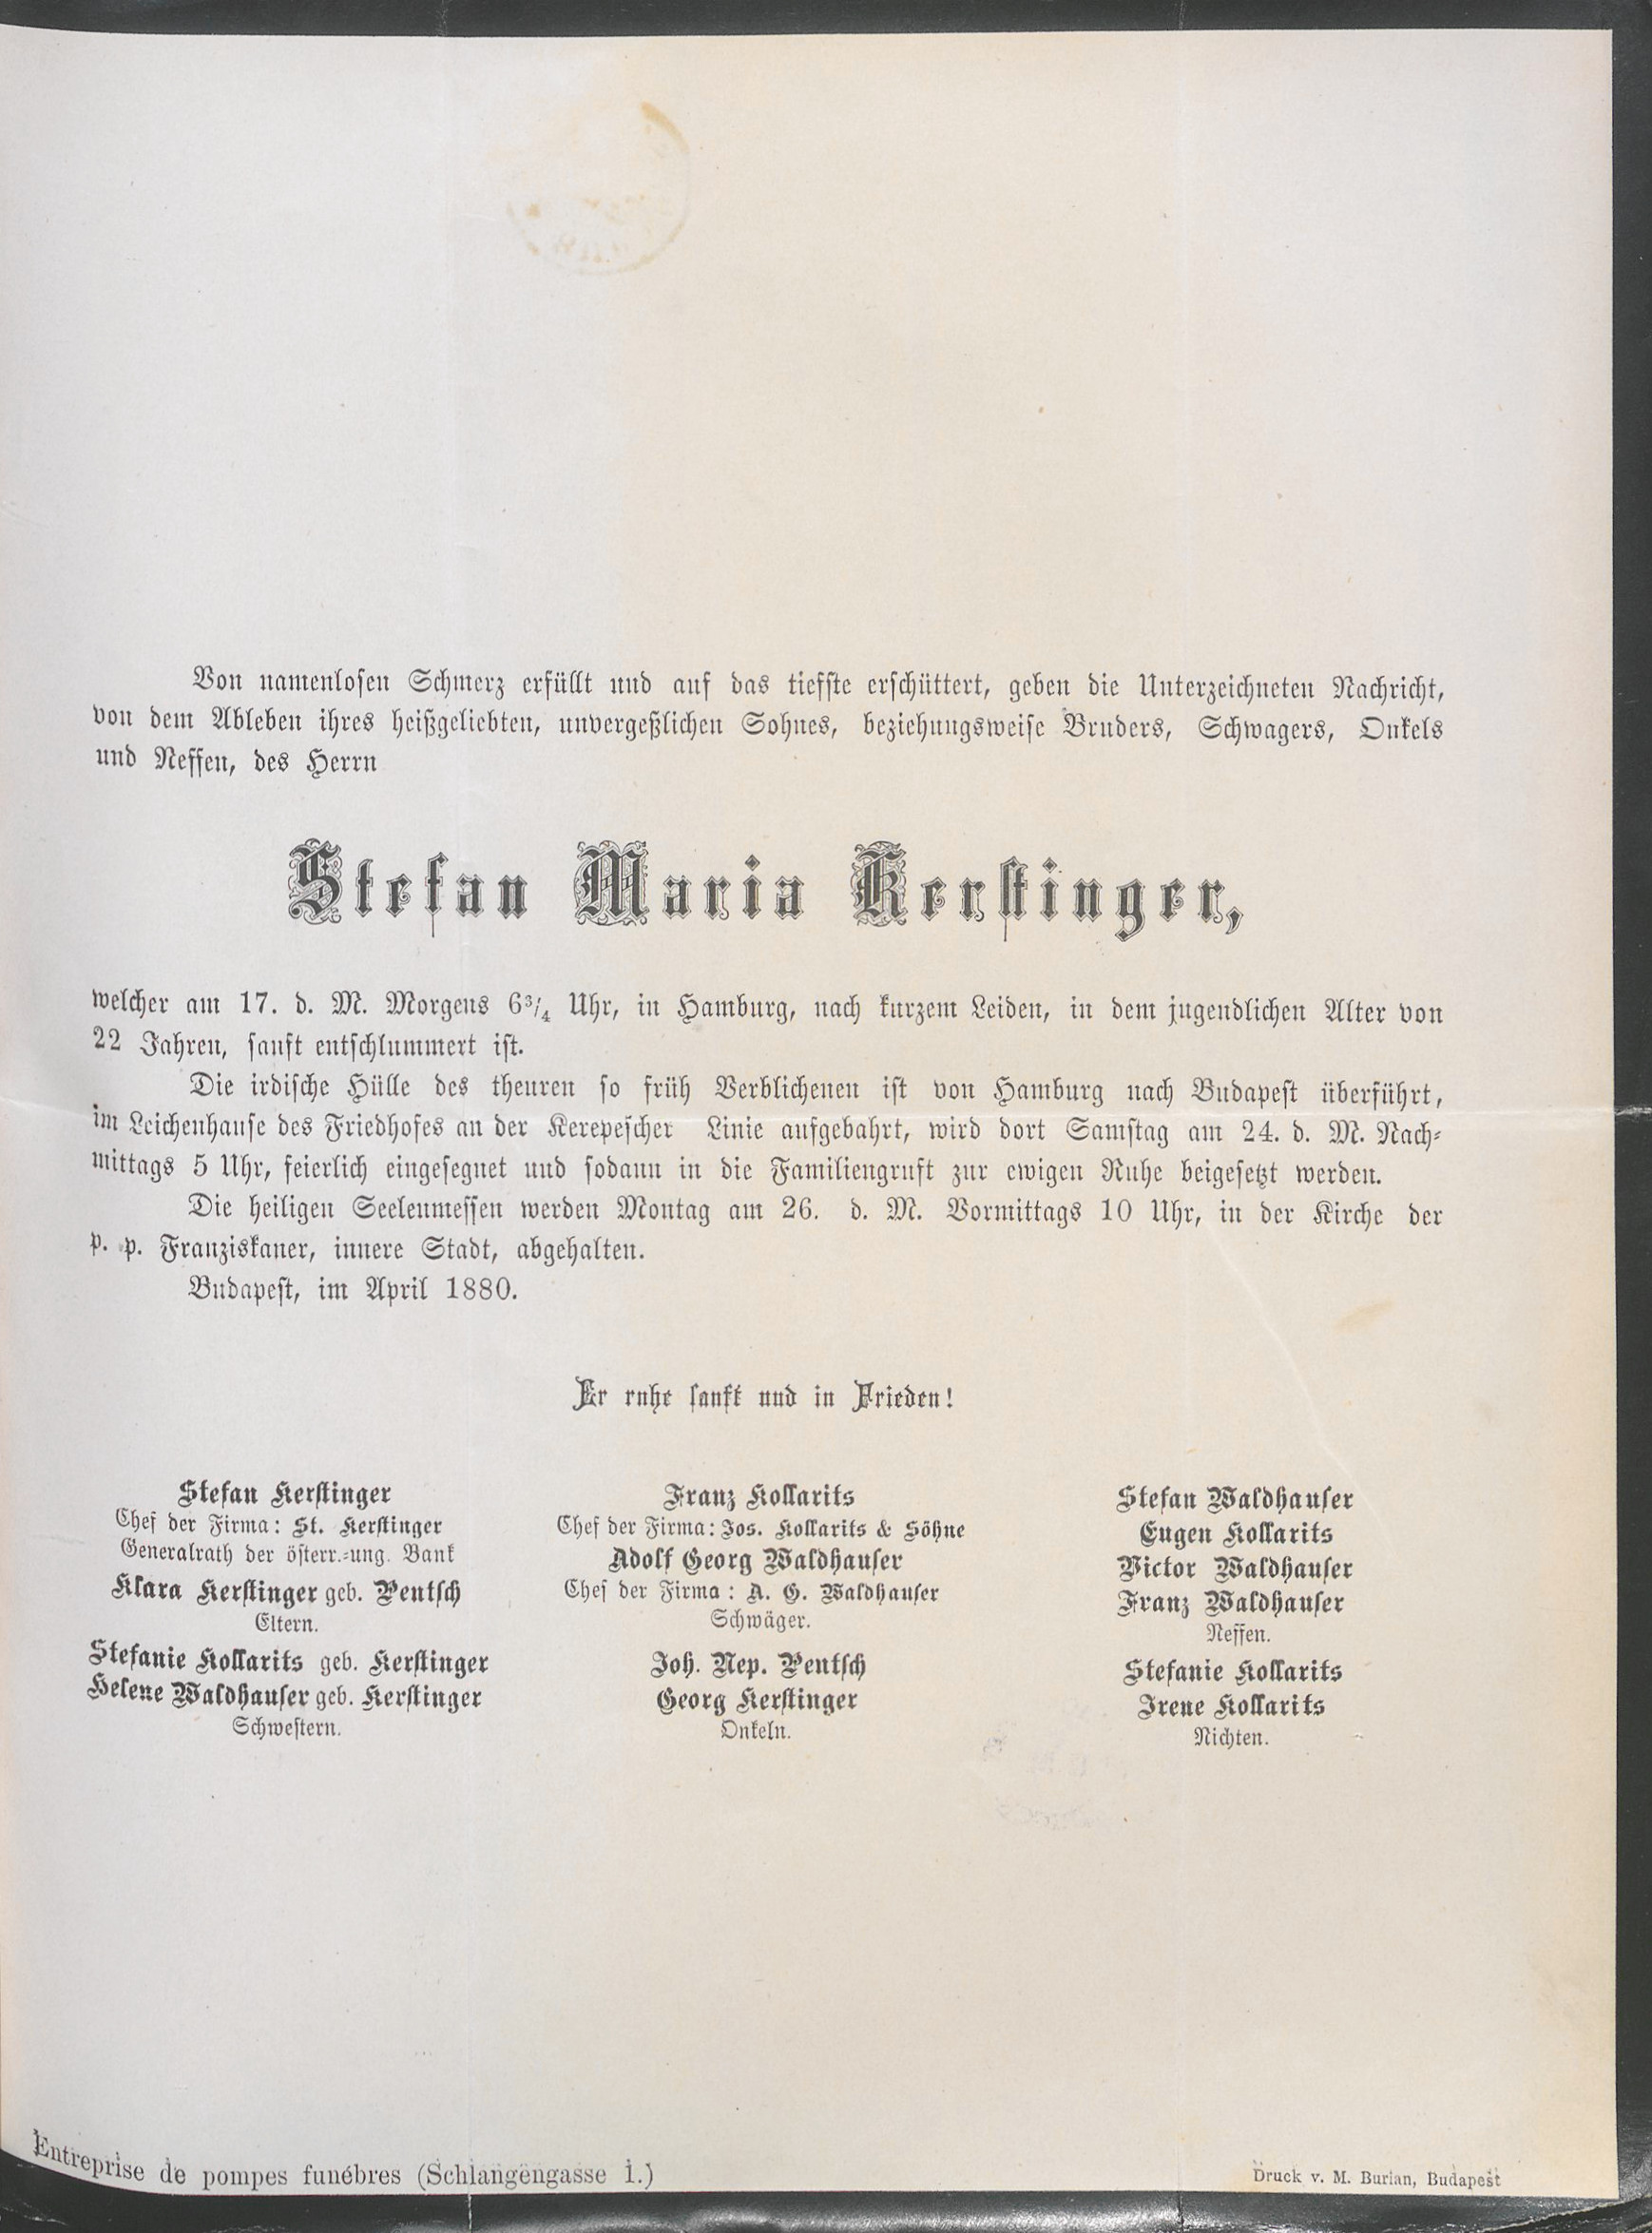 Von namenlosen Schmerz erfüllt und auf das tiefste erschüttert, geben die Unterzeichneten Nachricht,
von dem Ableben ihres heißgeliebten, unvergeßlichen Sohnes, beziehungsweise Bruders, Schwagers, Onkels
und Neffen, des Herrn
Stefan Maria Kerstinger,
welcher am 17. d. M. Morgens 6³/₄ Uhr, in Hamburg, nach kurzem Leiden, in dem jugendlichen Alter von
22 Jahren, sanft entschlummert ist.
Die irdische Hülle des theuren so früh Verblichenen ist von Hamburg nach Budapest überführt,
im Leichenhause des Friedhofes an der Kerepescher Linie aufgebahrt, wird dort Samstag am 24. d. M. Nach-
mittags 5 Uhr, feierlich eingesegnet und sodann in die Familiengruft zur ewigen Ruhe beigesetzt werden.
Die heiligen Seelenmessen werden Montag am 26. d. M. Vormittags 10 Uhr, in der Kirche der
p. p. Franziskaner, innere Stadt, abgehalten.
Budapest, im April 1880.
Er ruhe sanft und in Frieden!
Stefan Kerstinger
Chef der Firma: St. Kerstinger
Generalrath der österr.-ung. Bank
Klara Kerstinger geb. Pentsch
Eltern.
Stefanie Kollarits geb. Kerstinger
Helene Waldhauser geb. Kerstinger
Schwestern.
Franz Kollarits
Chef der Firma: Jos. Kollarits & Söhne
Adolf Georg Waldhauser
Chef der Firma: A. G. Waldhauser
Schwäger.
Joh. Nep. Pentsch
Georg Kerstinger
Onkeln.
Stefan Waldhauser
Eugen Kollarits
Victor Waldhauser
Franz Waldhauser
Neffen.
Stefanie Kollarits
Irene Kollarits
Nichten.
Entreprise de pompes funébres (Schlangengasse 1.)
Druck v. M. Burian, Budapest